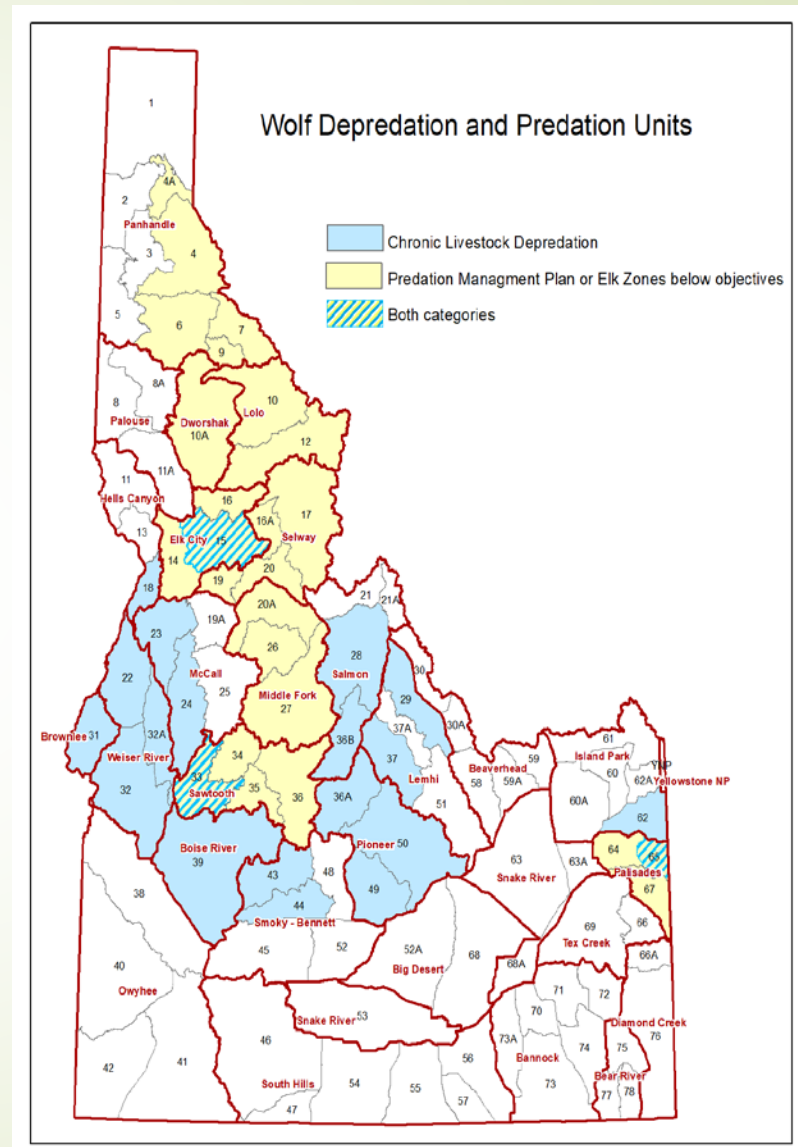 Wolf Depredation and Predation Units
Chronic Livestock Depredation
Predation Managment Plan or Elk Zones below objectives
Both categories
1
4A
2
Panhandle
3
4
5
6
7
9
8A
8
Palouse
Dworshak
10A
Lolo
10
12
11
11A
Hells Canyon
13
16
16A
17
Elk City
15
Selway
14
19
20
18
21
21A
20A
23
19A
26
28
22
McCall
25
Salmon
29
30
24
Middle Fork
27
37A
30A
61
Brownlee
31
32A
Weiser River
36B
37
Lemhi
Beaverhead
59
58
59A
Island Park
60
YNP
62A
Yellowstone NP
34
33
32
Sawtooth
35
36
36A
51
60A
62
39
Boise River
43
48
Pioneer
50
63
63A
64
65
Palisades
67
Snake River
38
44
49
Smoky - Bennett
45
52
52A
68
Big Desert
68A
69
Tex Creek
66
66A
40
Owyhee
Snake River
53
71
72
70
Diamond Creek
76
42
41
46
73A
Bannock
74
75
South Hills
54
55
56
73
Bear River
47
57
77
78